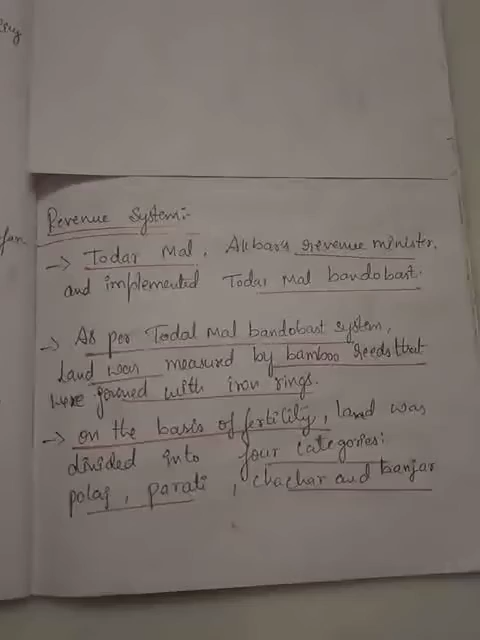 Revenue System:-
-> Todar Mal, Akbar's revenue minister,
and implemented Todar Mal bandobast.
-> As per Todal Mal bandobast system,
Land was measured by bamboo reeds that
were joined with iron rings.
-> on the basis of fertility, land was
divided into four categories:
polaj, parati, chachar and banjar